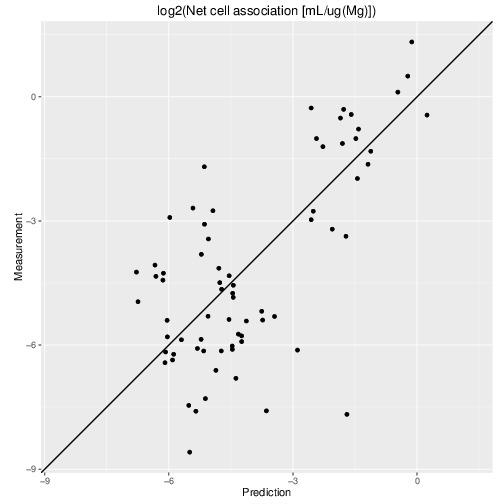 log2(Net cell association [mL/ug(Mg)])
0
−3
−6
−9
Measurement
−9
−6
−3
0
Prediction